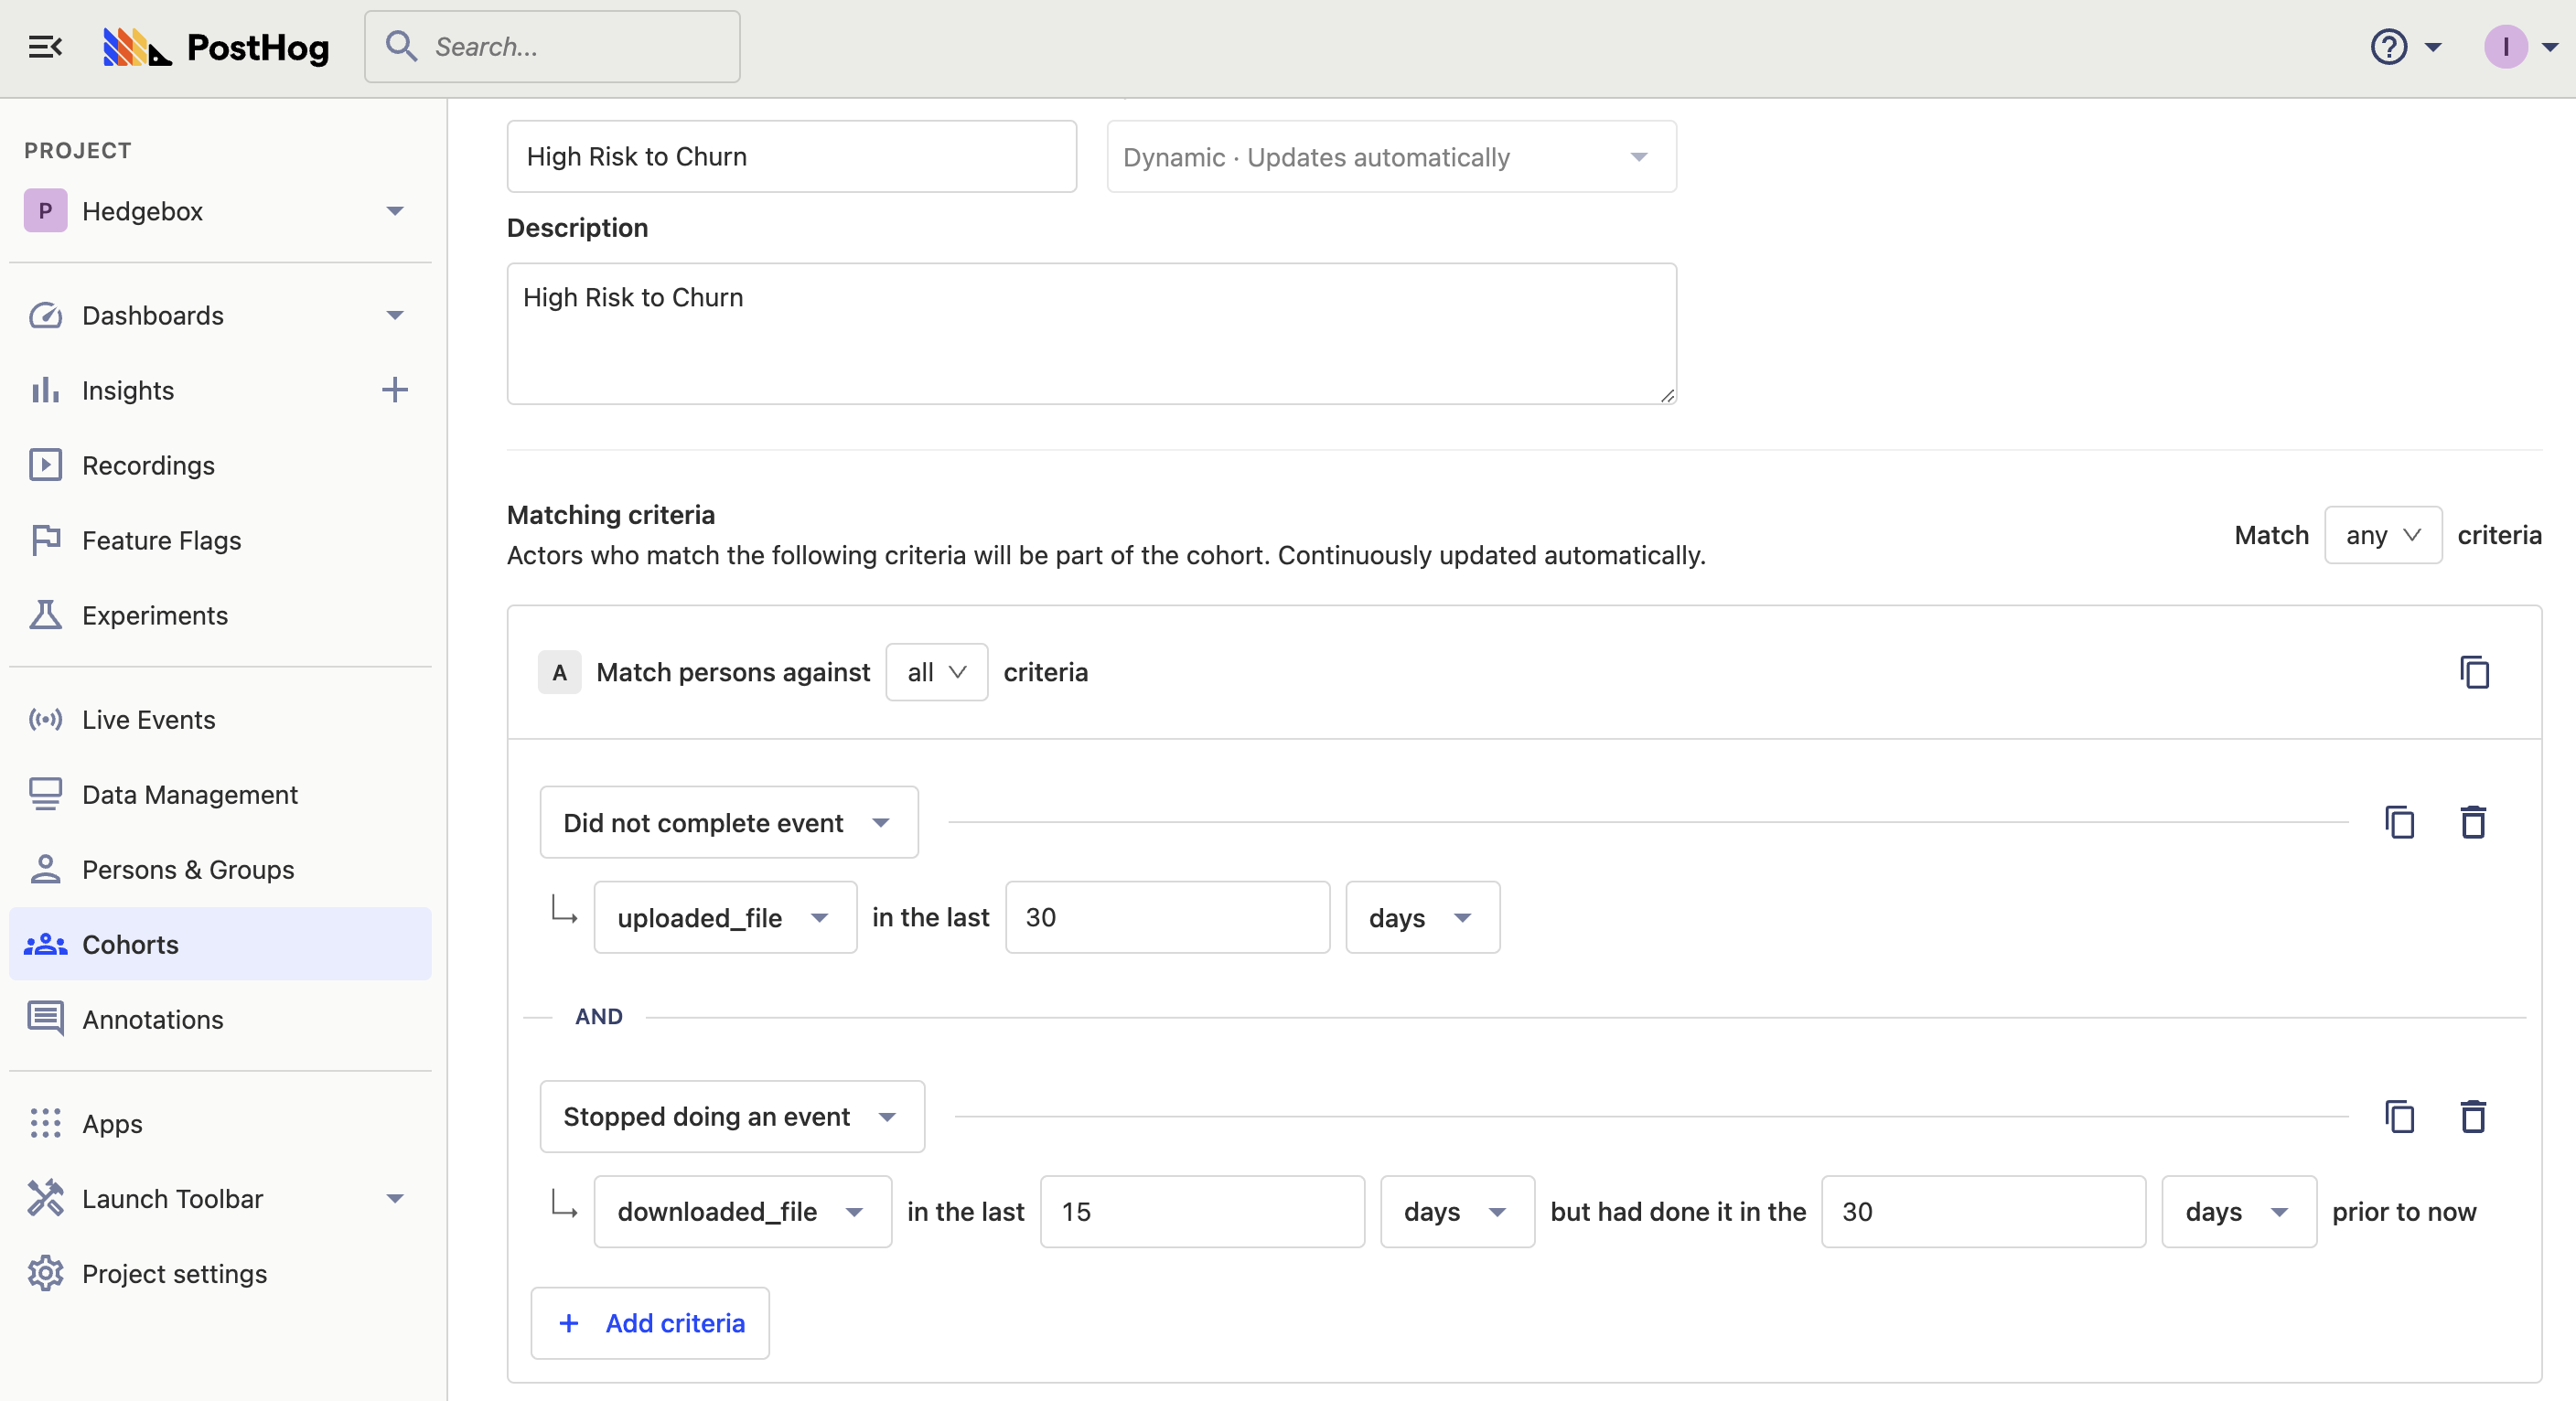 PostHog
Search...
I
PROJECT
P Hedgebox
Dashboards
Insights
Recordings
Feature Flags
Experiments
Live Events
Data Management
Persons & Groups
Cohorts
Annotations
Apps
Launch Toolbar
Project settings
High Risk to Churn
Dynamic · Updates automatically
Description
High Risk to Churn
Matching criteria
Actors who match the following criteria will be part of the cohort. Continuously updated automatically.
Match any criteria
A Match persons against all criteria
Did not complete event
uploaded_file in the last 30 days
AND
Stopped doing an event
downloaded_file in the last 15 days but had done it in the 30 days prior to now
+ Add criteria